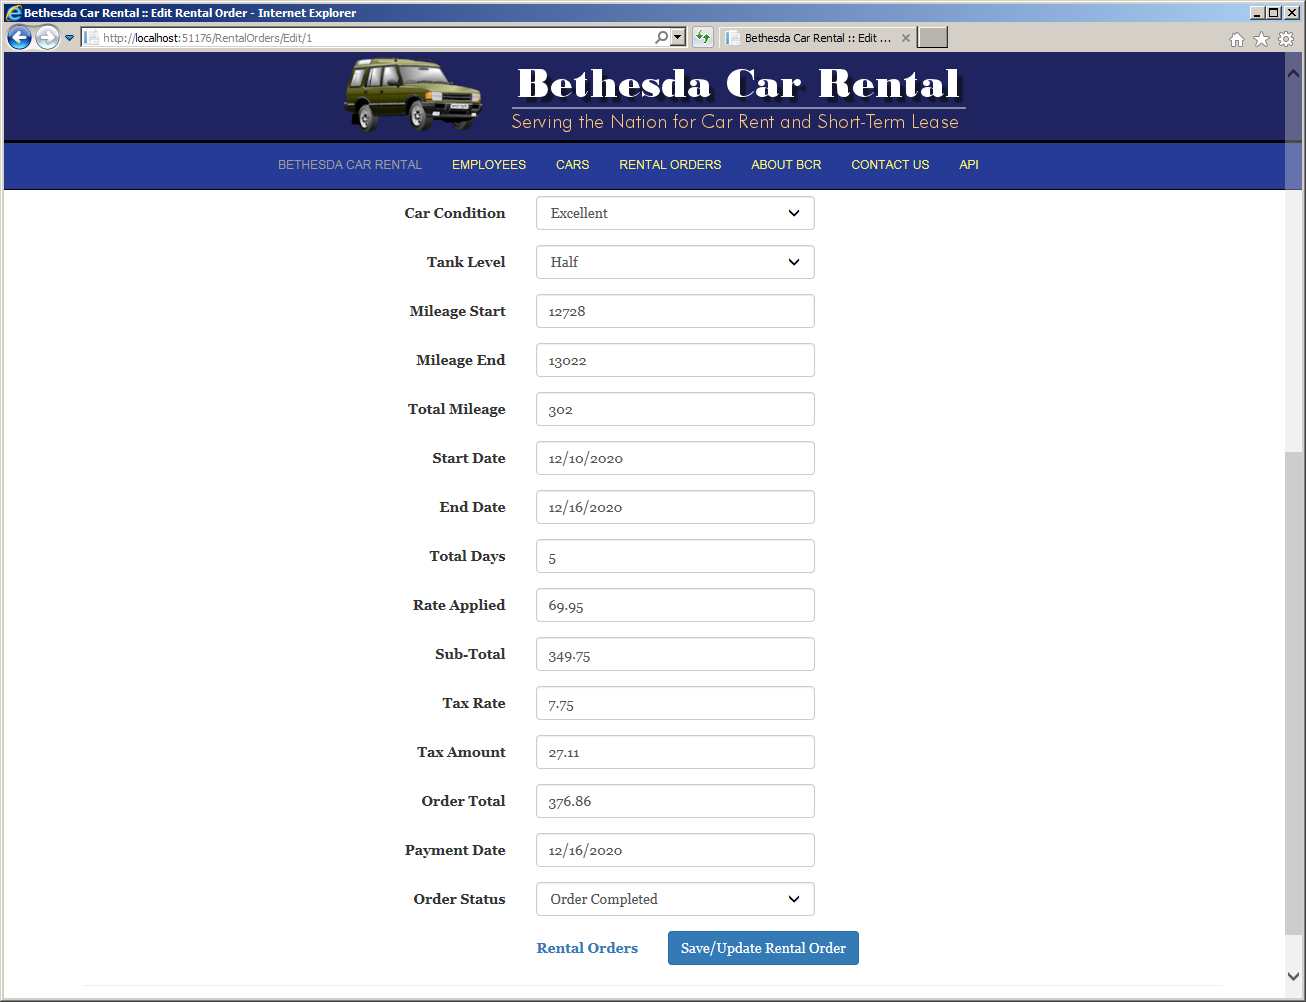 Bethesda Car Rental :: Edit Rental Order - Internet Explorer
http://localhost:51176/RentalOrders/Edit/1
Bethesda Car Rental :: Edit ...
Bethesda Car Rental
Serving the Nation for Car Rent and Short-Term Lease
BETHESDA CAR RENTAL EMPLOYEES CARS RENTAL ORDERS ABOUT BCR CONTACT US API
Car Condition Excellent
Tank Level Half
Mileage Start 12728
Mileage End 13022
Total Mileage 302
Start Date 12/10/2020
End Date 12/16/2020
Total Days 5
Rate Applied 69.95
Sub-Total 349.75
Tax Rate 7.75
Tax Amount 27.11
Order Total 376.86
Payment Date 12/16/2020
Order Status Order Completed
Rental Orders Save/Update Rental Order